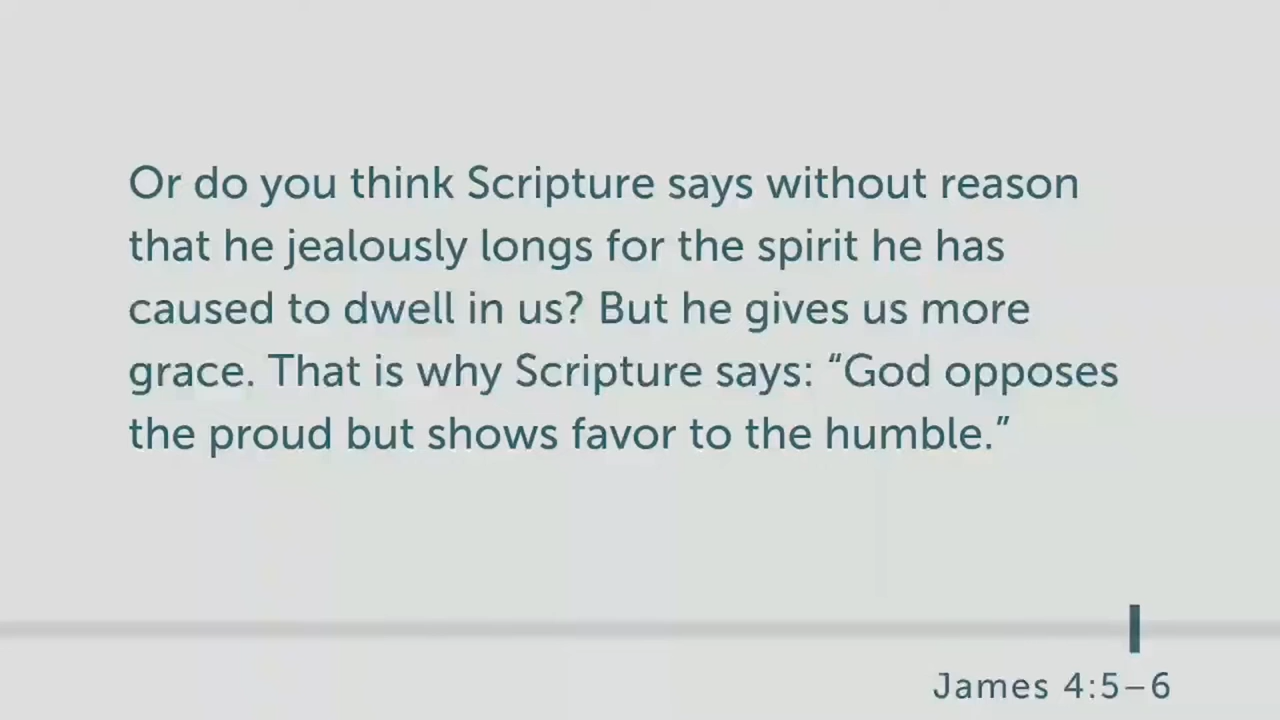 Or do you think Scripture says without reason
that he jealously longs for the spirit he has
caused to dwell in us? But he gives us more
grace. That is why Scripture says: “God opposes
the proud but shows favor to the humble.”
James 4:5–6